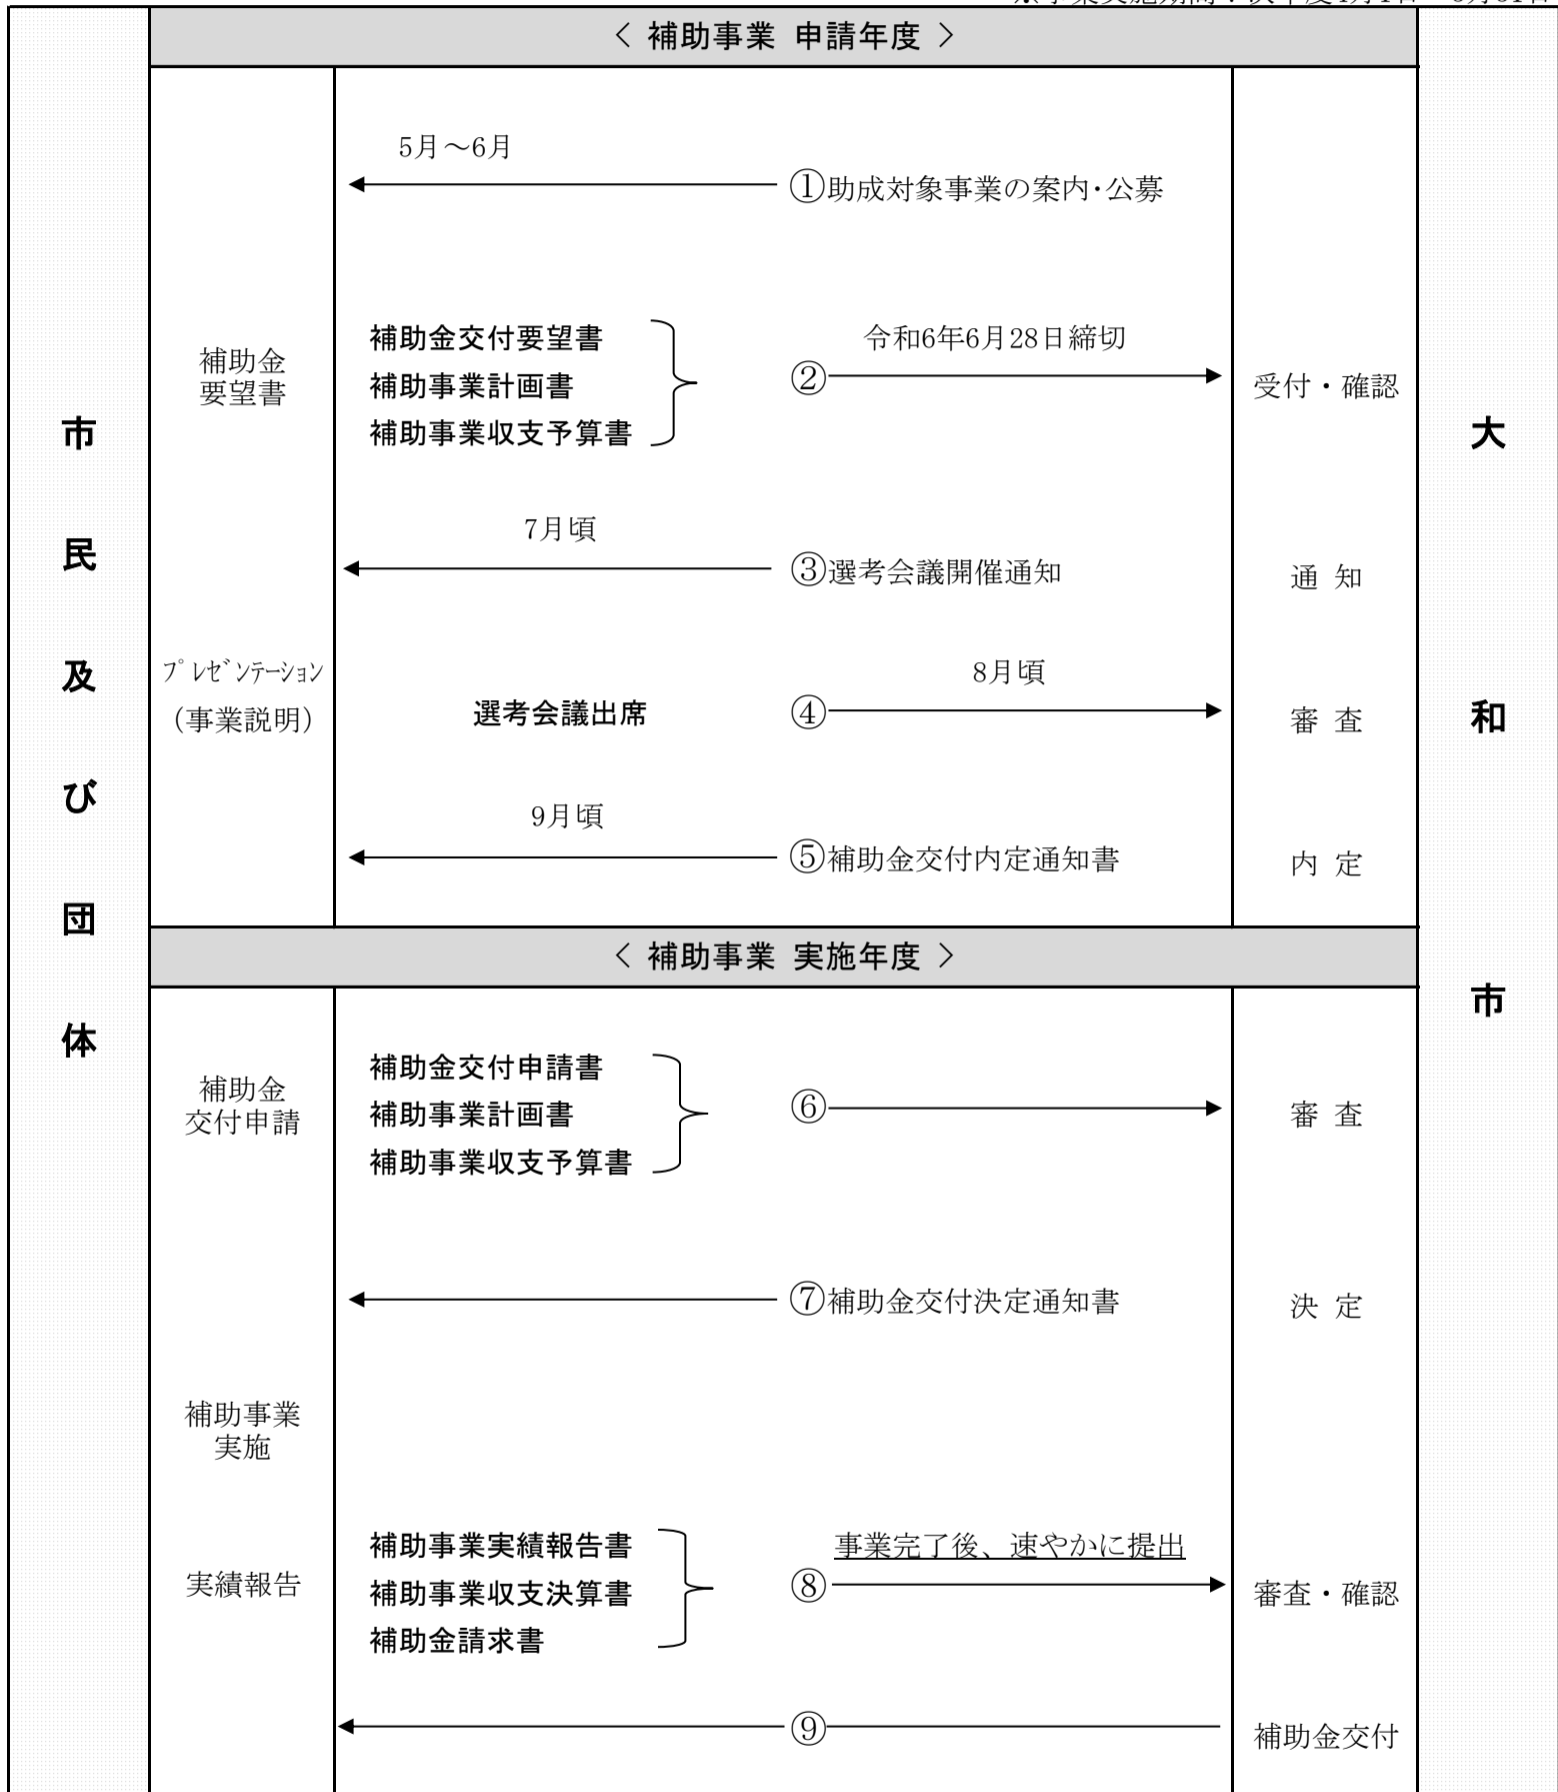 〈 補助事業 申請年度 〉
市民及び団体
大和市
5月～6月
①助成対象事業の案内・公募
補助金
要望書
補助金交付要望書
補助事業計画書
補助事業収支予算書
令和6年6月28日締切
②
受付・確認
7月頃
③選考会議開催通知
通 知
プレゼンテーション
（事業説明）
選考会議出席
8月頃
④
審 査
9月頃
⑤補助金交付内定通知書
内 定
〈 補助事業 実施年度 〉
補助金
交付申請
補助金交付申請書
補助事業計画書
補助事業収支予算書
⑥
審 査
⑦補助金交付決定通知書
決 定
補助事業
実施
実績報告
補助事業実績報告書
補助事業収支決算書
補助金請求書
事業完了後、速やかに提出
⑧
審査・確認
⑨
補助金交付